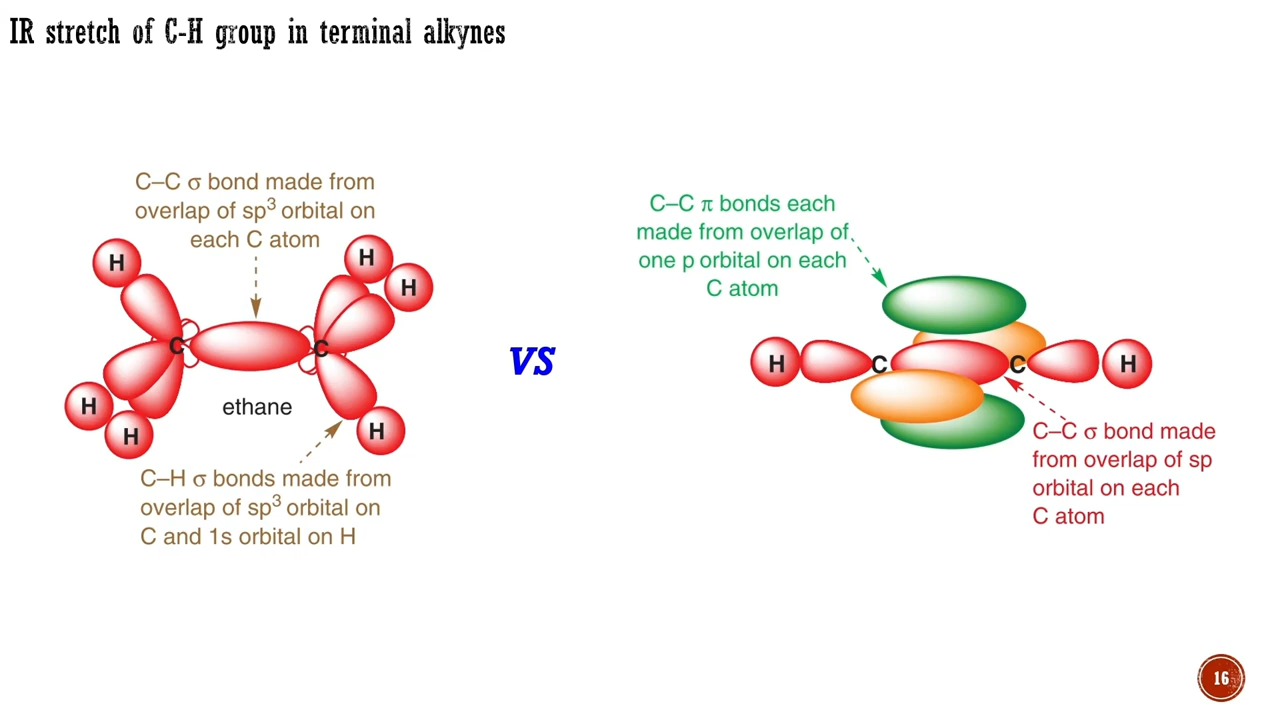 IR stretch of C-H group in terminal alkynes
C–C σ bond made from
overlap of sp³ orbital on
each C atom
H
H
H
C
C
H
H
H
ethane
C–H σ bonds made from
overlap of sp³ orbital on
C and 1s orbital on H
VS
C–C π bonds each
made from overlap of
one p orbital on each
C atom
H
C
C
H
C–C σ bond made
from overlap of sp
orbital on each
C atom
16